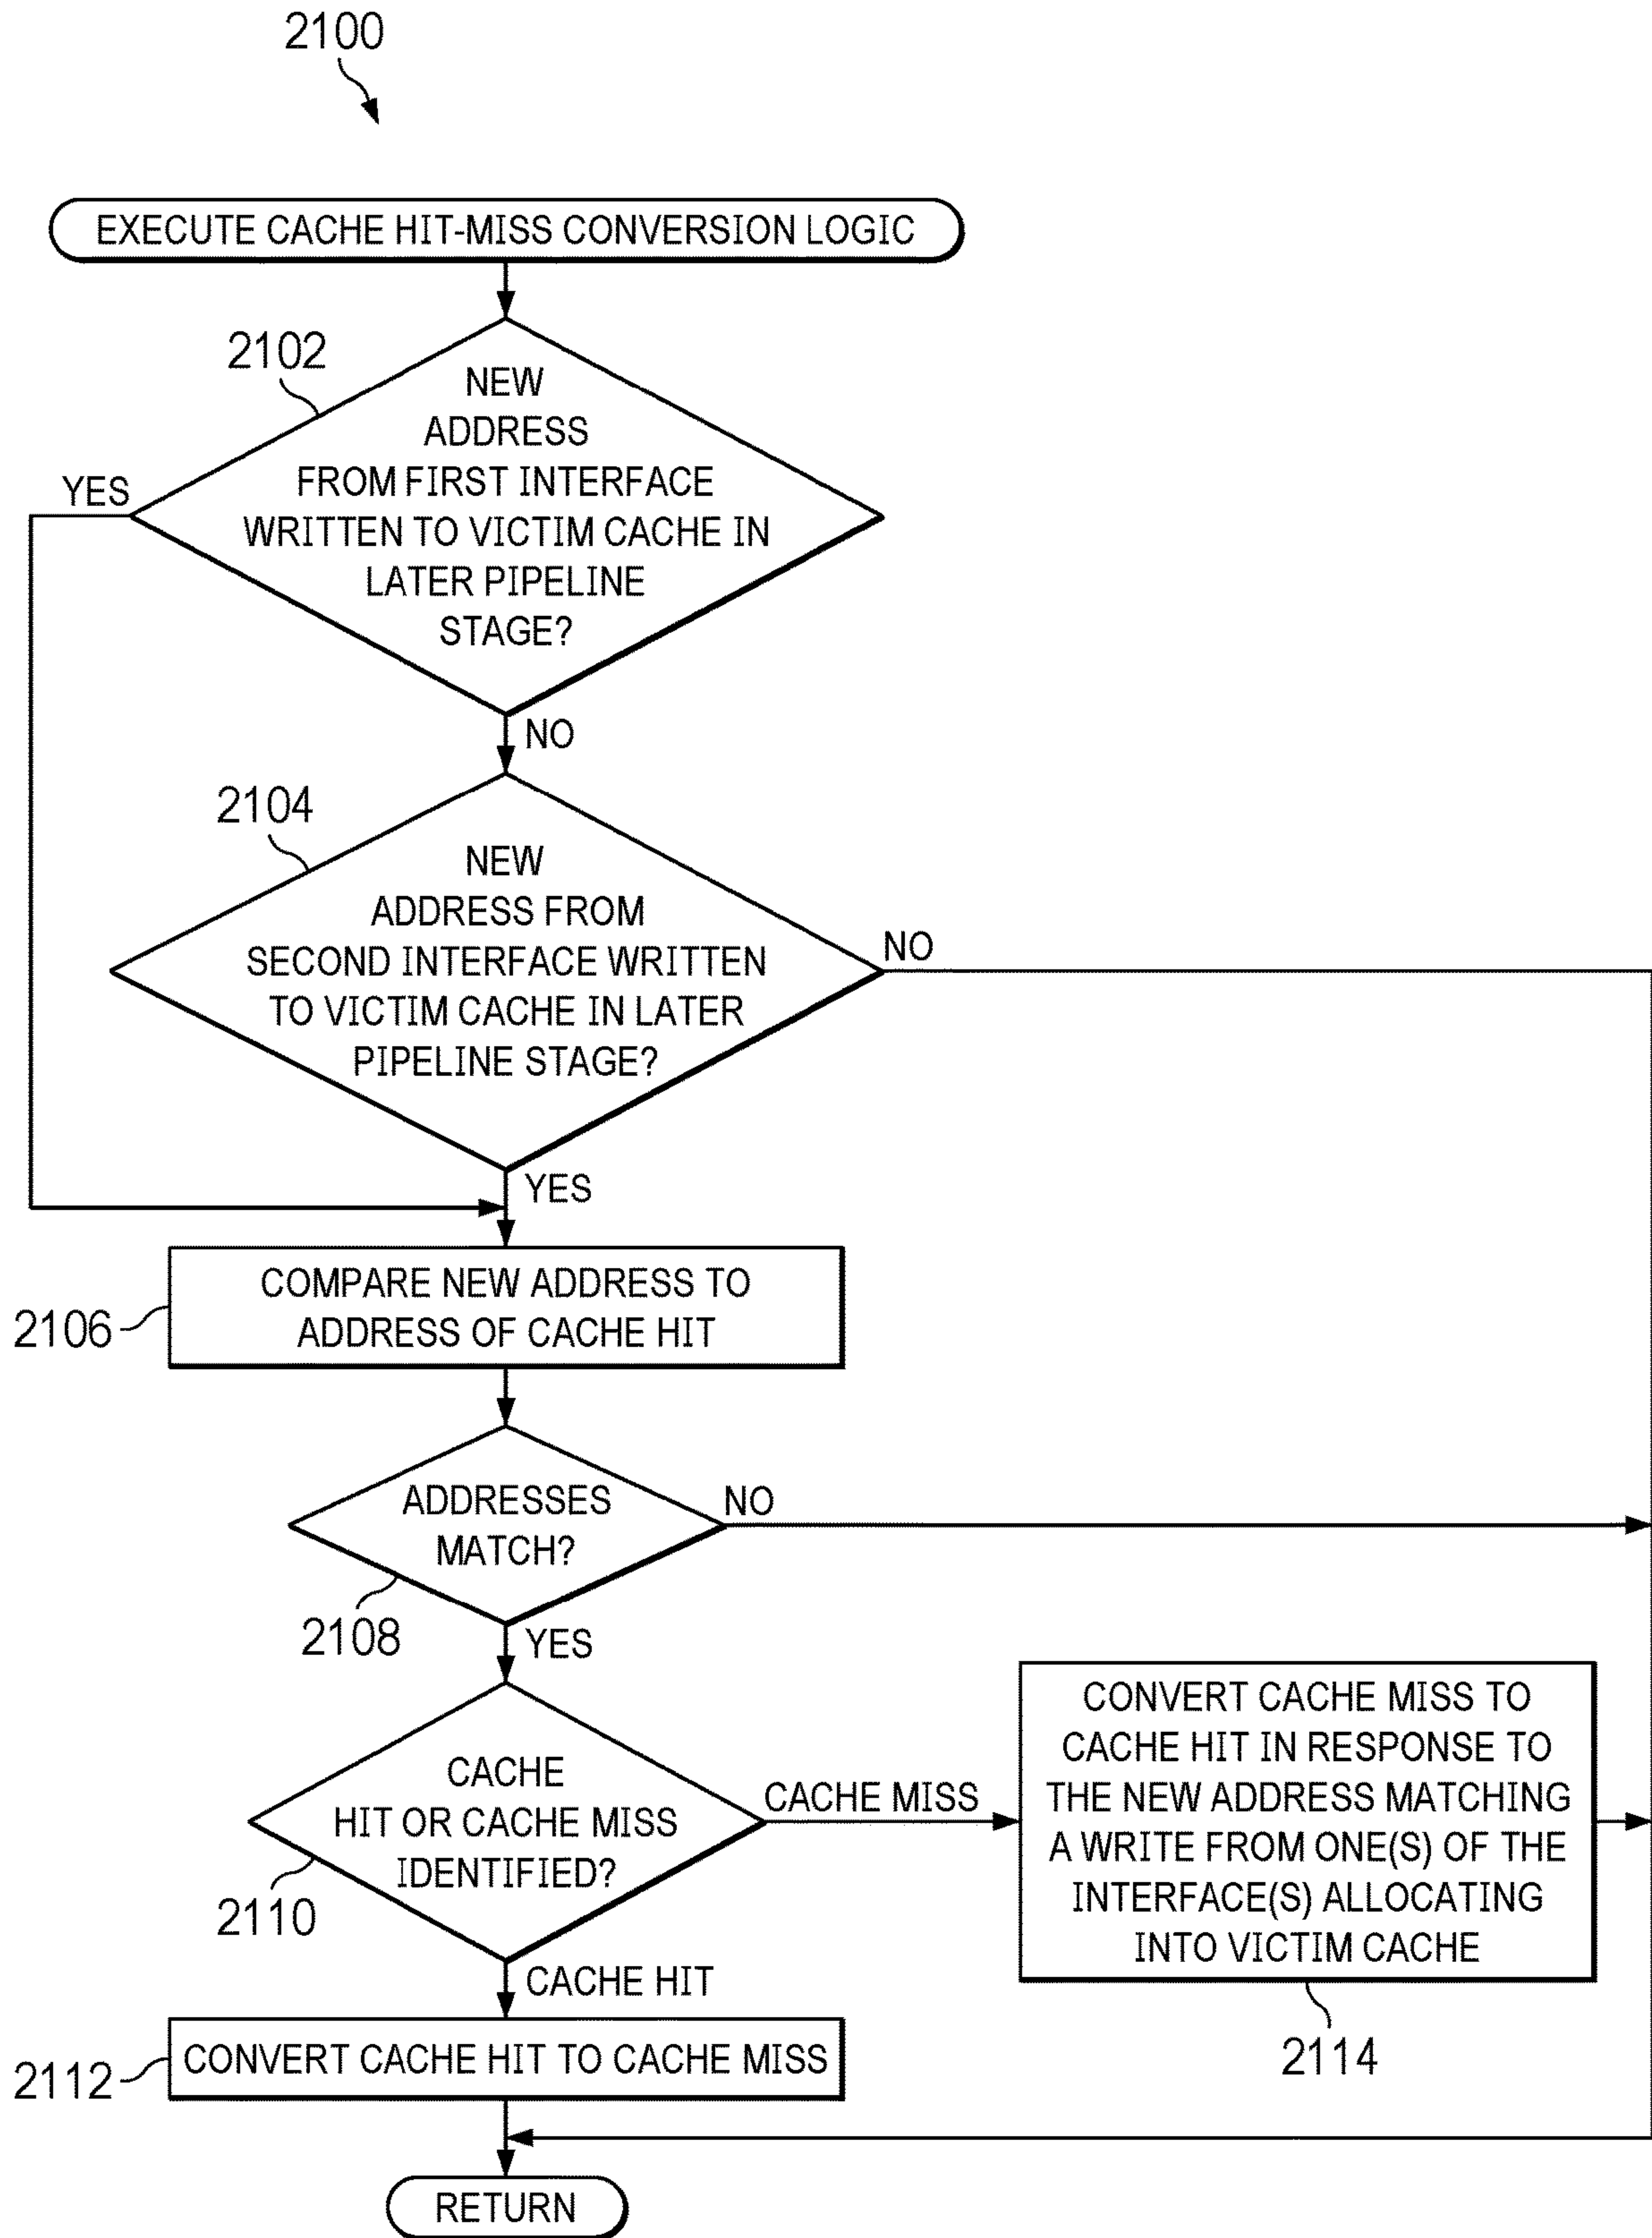 2100
EXECUTE CACHE HIT-MISS CONVERSION LOGIC
2102
NEW
ADDRESS
FROM FIRST INTERFACE
WRITTEN TO VICTIM CACHE IN
LATER PIPELINE
STAGE?
YES
NO
2104
NEW
ADDRESS FROM
SECOND INTERFACE WRITTEN
TO VICTIM CACHE IN LATER
PIPELINE STAGE?
NO
YES
2106
COMPARE NEW ADDRESS TO
ADDRESS OF CACHE HIT
ADDRESSES
MATCH?
NO
2108
YES
CACHE
HIT OR CACHE MISS
IDENTIFIED?
2110
CACHE MISS
CONVERT CACHE MISS TO
CACHE HIT IN RESPONSE TO
THE NEW ADDRESS MATCHING
A WRITE FROM ONE(S) OF THE
INTERFACE(S) ALLOCATING
INTO VICTIM CACHE
2114
CACHE HIT
2112
CONVERT CACHE HIT TO CACHE MISS
RETURN